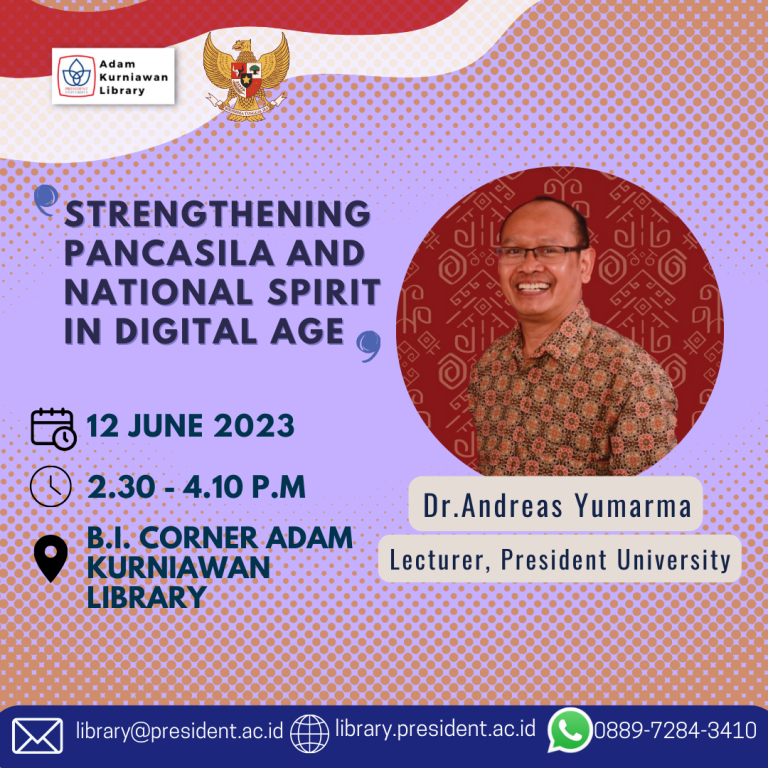 Adam
Kurniawan
Library
PRESIDENT
UNIVERSITY
STRENGTHENING
PANCASILA AND
NATIONAL SPIRIT
IN DIGITAL AGE
12 JUNE 2023
2.30 - 4.10 P.M
B.I. CORNER ADAM
KURNIAWAN
LIBRARY
Dr.Andreas Yumarma
Lecturer, President University
library@president.ac.id
library.president.ac.id
0889-7284-3410